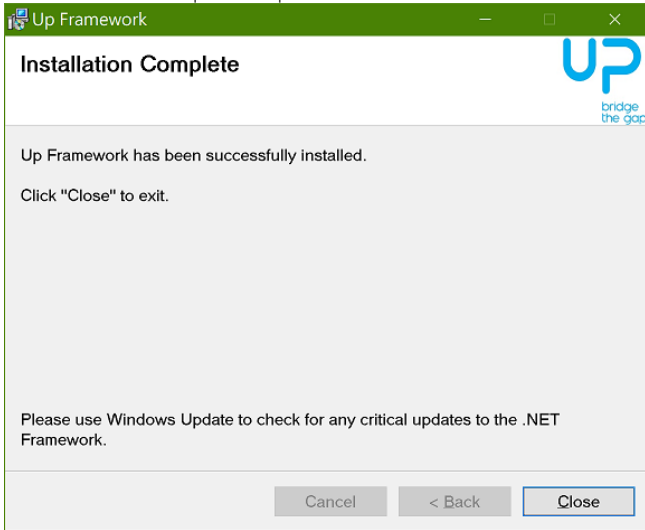 Up Framework
Installation Complete
UP
bridge
the gap
Up Framework has been successfully installed.
Click "Close" to exit.
Please use Windows Update to check for any critical updates to the .NET
Framework.
Cancel
< Back
Close